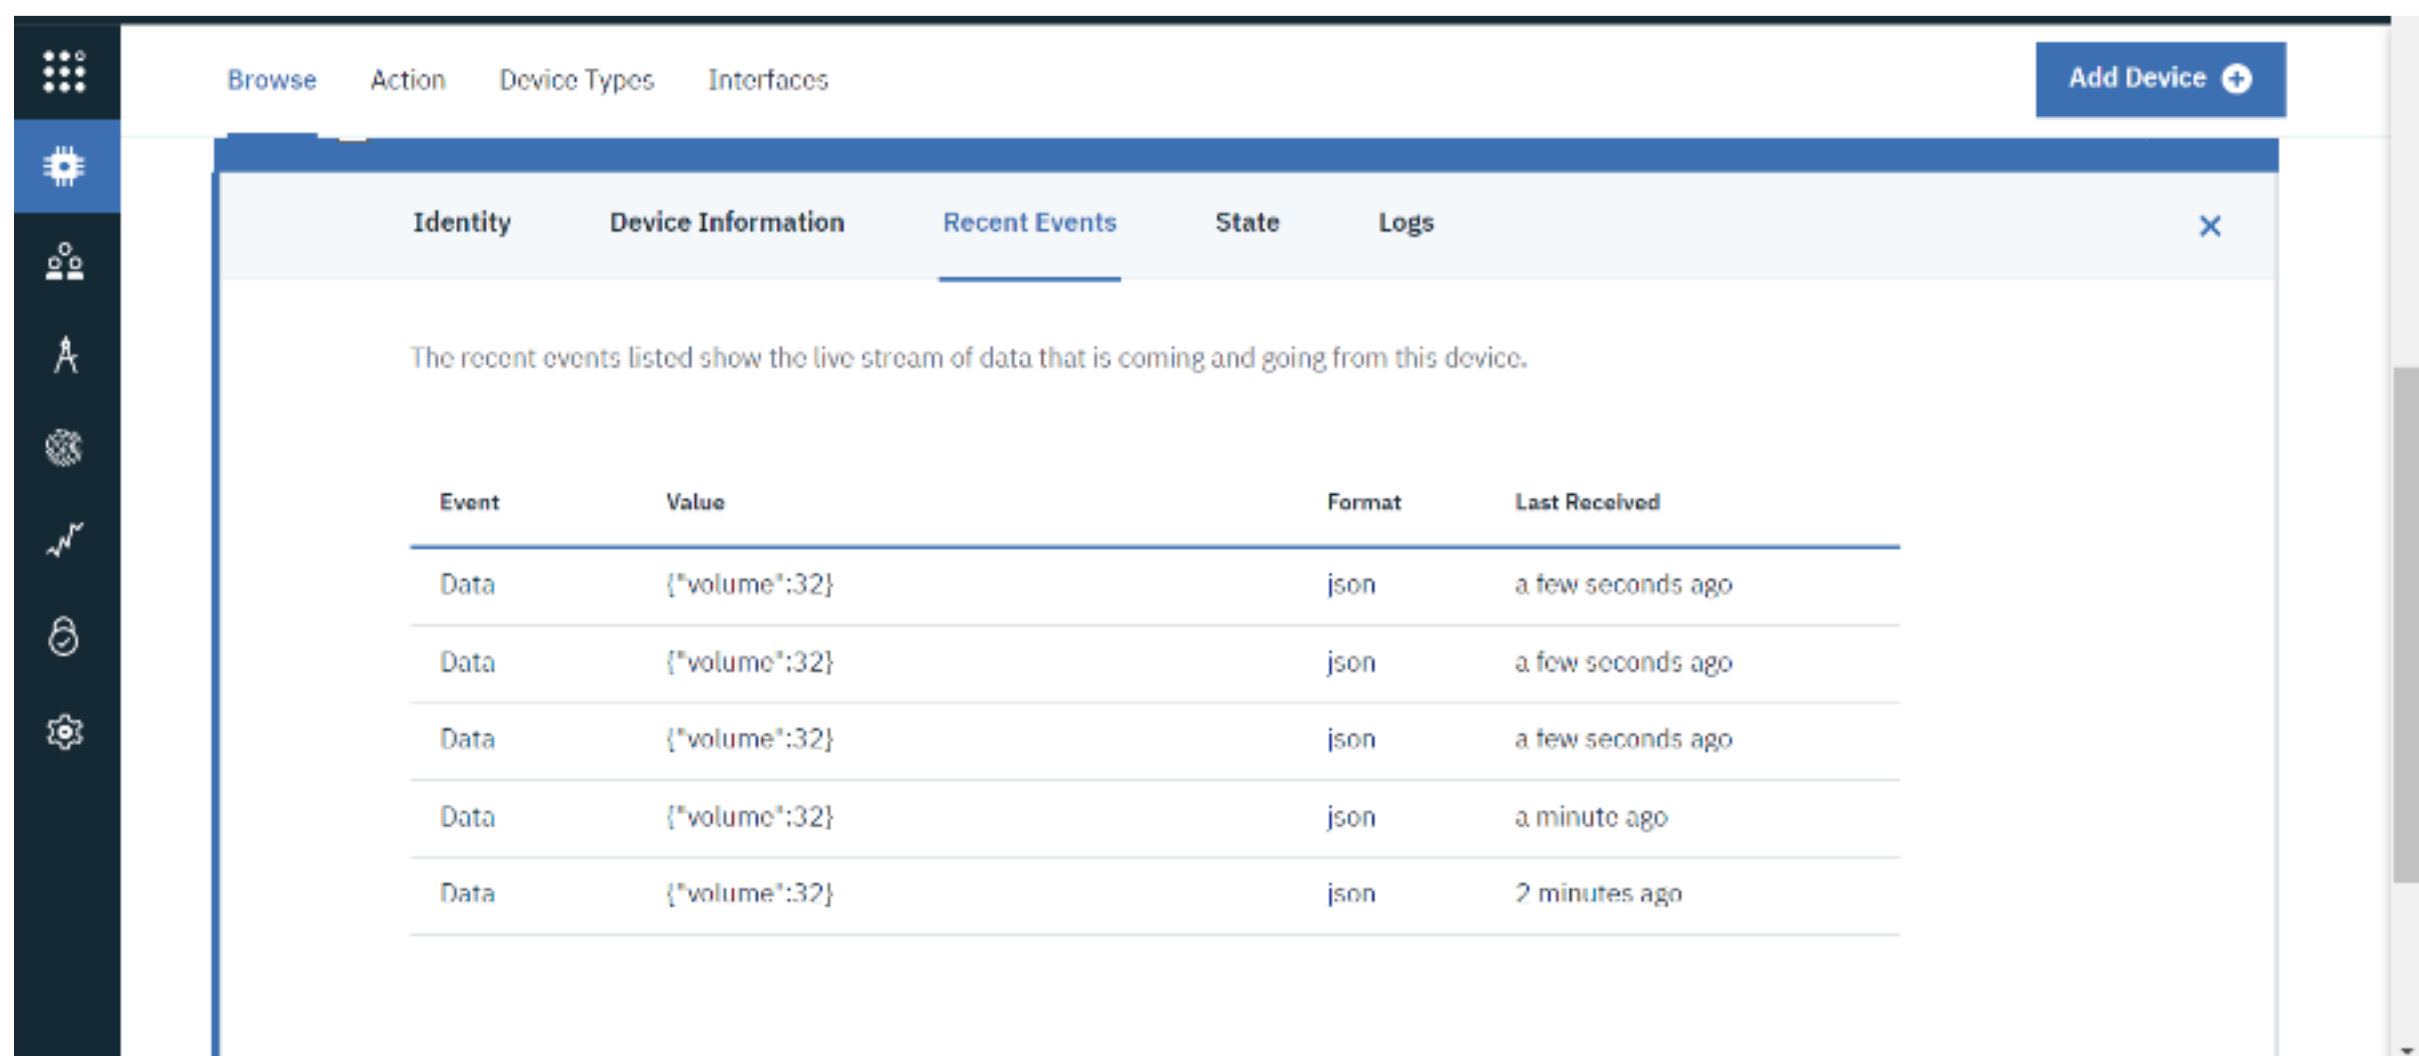 Browse Action Device Types Interfaces Add Device
Identity Device Information Recent Events State Logs
The recent events listed show the live stream of data that is coming and going from this device.
Event Value Format Last Received
Data {"volume":32} json a few seconds ago
Data {"volume":32} json a few seconds ago
Data {"volume":32} json a few seconds ago
Data {"volume":32} json a minute ago
Data {"volume":32} json 2 minutes ago